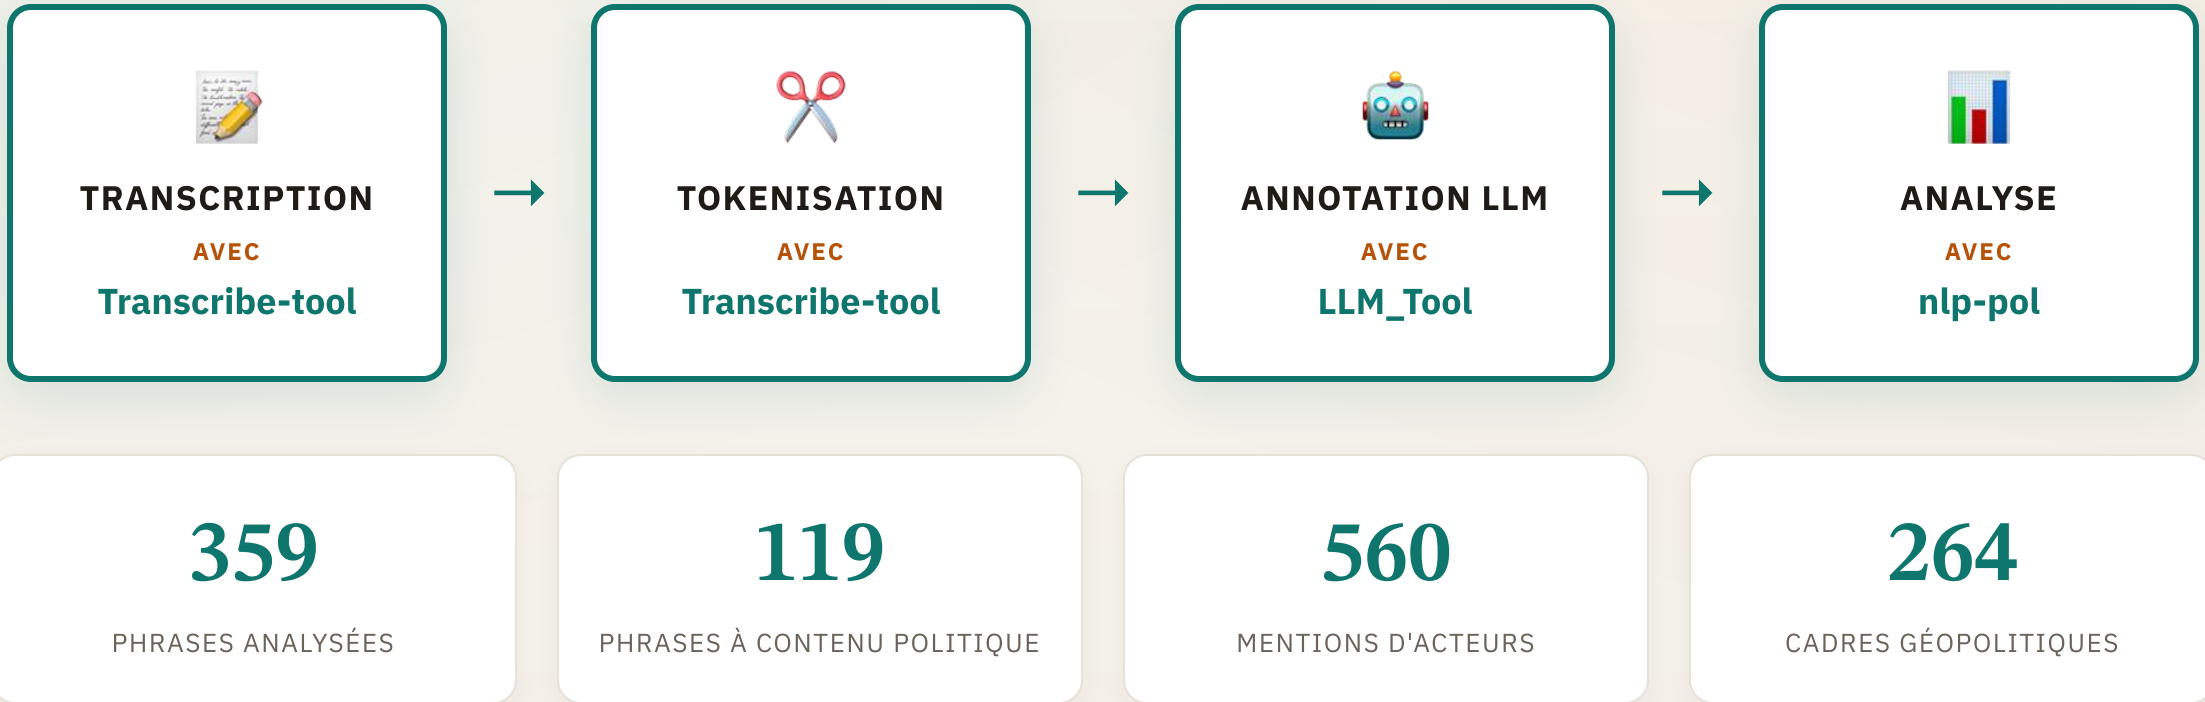 TRANSCRIPTION
AVEC
Transcribe-tool
→
TOKENISATION
AVEC
Transcribe-tool
→
ANNOTATION LLM
AVEC
LLM_Tool
→
ANALYSE
AVEC
nlp-pol
359
PHRASES ANALYSÉES
119
PHRASES À CONTENU POLITIQUE
560
MENTIONS D'ACTEURS
264
CADRES GÉOPOLITIQUES